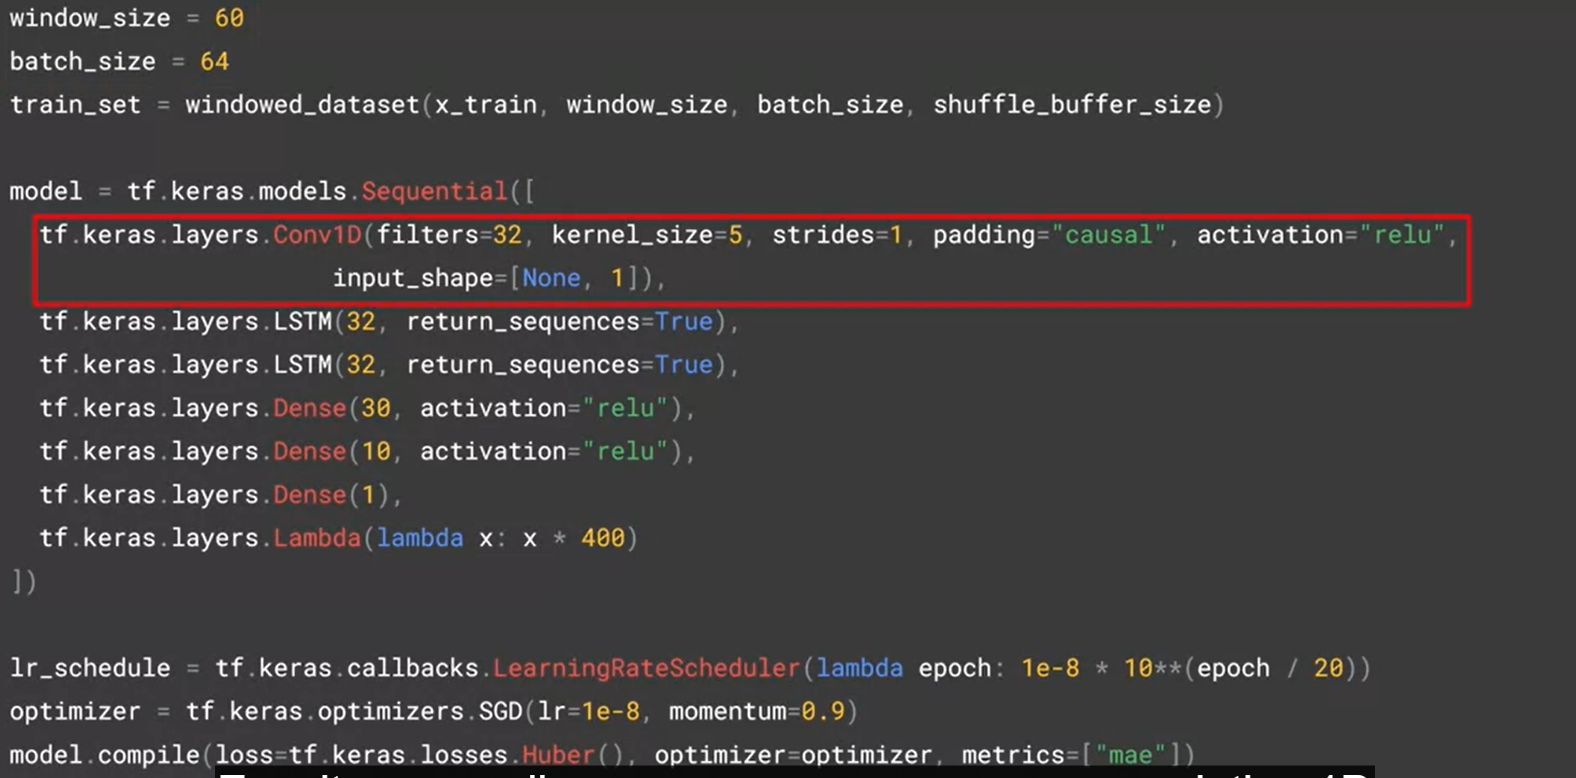 window_size = 60
batch_size = 64
train_set = windowed_dataset(x_train, window_size, batch_size, shuffle_buffer_size)
model = tf.keras.models.Sequential([
tf.keras.layers.Conv1D(filters=32, kernel_size=5, strides=1, padding="causal", activation="relu",
input_shape=[None, 1]),
tf.keras.layers.LSTM(32, return_sequences=True),
tf.keras.layers.LSTM(32, return_sequences=True),
tf.keras.layers.Dense(30, activation="relu"),
tf.keras.layers.Dense(10, activation="relu"),
tf.keras.layers.Dense(1),
tf.keras.layers.Lambda(lambda x: x * 400)
])
lr_schedule = tf.keras.callbacks.LearningRateScheduler(lambda epoch: 1e-8 * 10**(epoch / 20))
optimizer = tf.keras.optimizers.SGD(lr=1e-8, momentum=0.9)
model.compile(loss=tf.keras.losses.Huber(), optimizer=optimizer, metrics=["mae"])